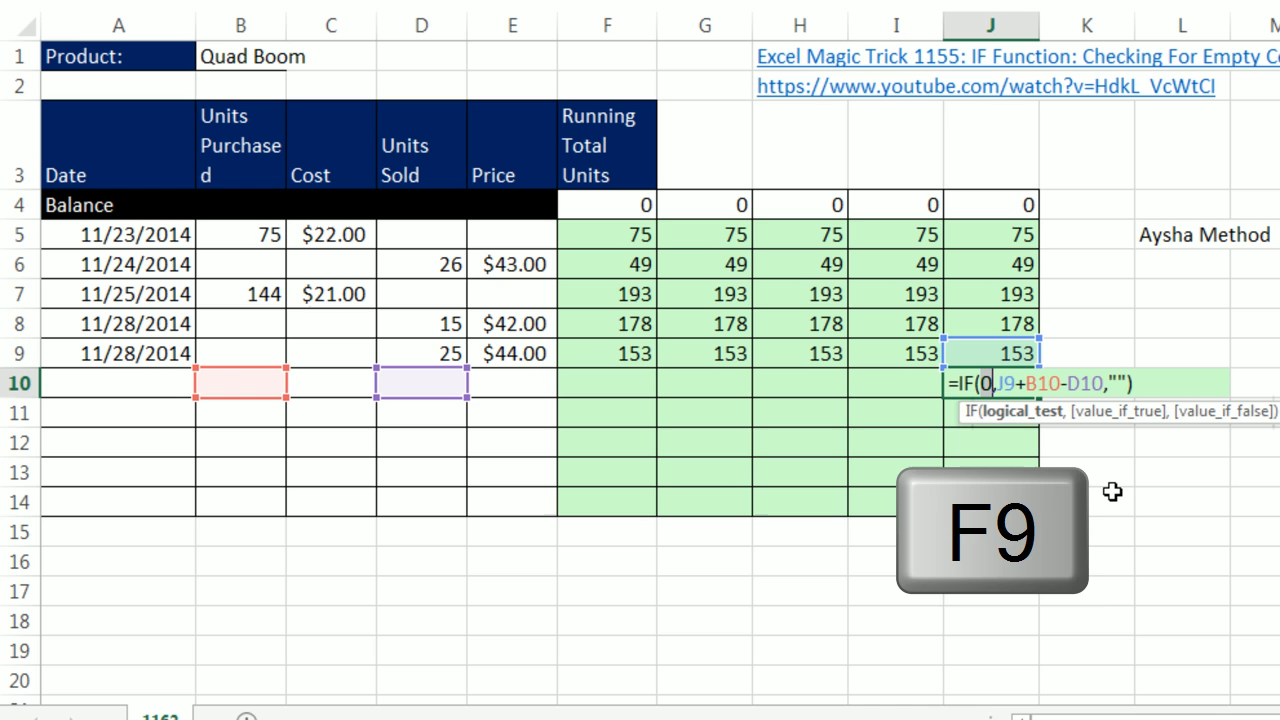 A B C D E F G H I J K L M
1 Product: Quad Boom Excel Magic Trick 1155: IF Function: Checking For Empty Ce
2 https://www.youtube.com/watch?v=HdkL_VcWtCI
3 Date Units Purchased Cost Units Sold Price Running Total Units
4 Balance 0 0 0 0 0
5 11/23/2014 75 $22.00 75 75 75 75 75 Aysha Method
6 11/24/2014 26 $43.00 49 49 49 49 49
7 11/25/2014 144 $21.00 193 193 193 193 193
8 11/28/2014 15 $42.00 178 178 178 178 178
9 11/28/2014 25 $44.00 153 153 153 153 153
10 =IF(0,J9+B10-D10,"")
IF(logical_test, [value_if_true], [value_if_false])
11
12
13
14
F9
15
16
17
18
19
20